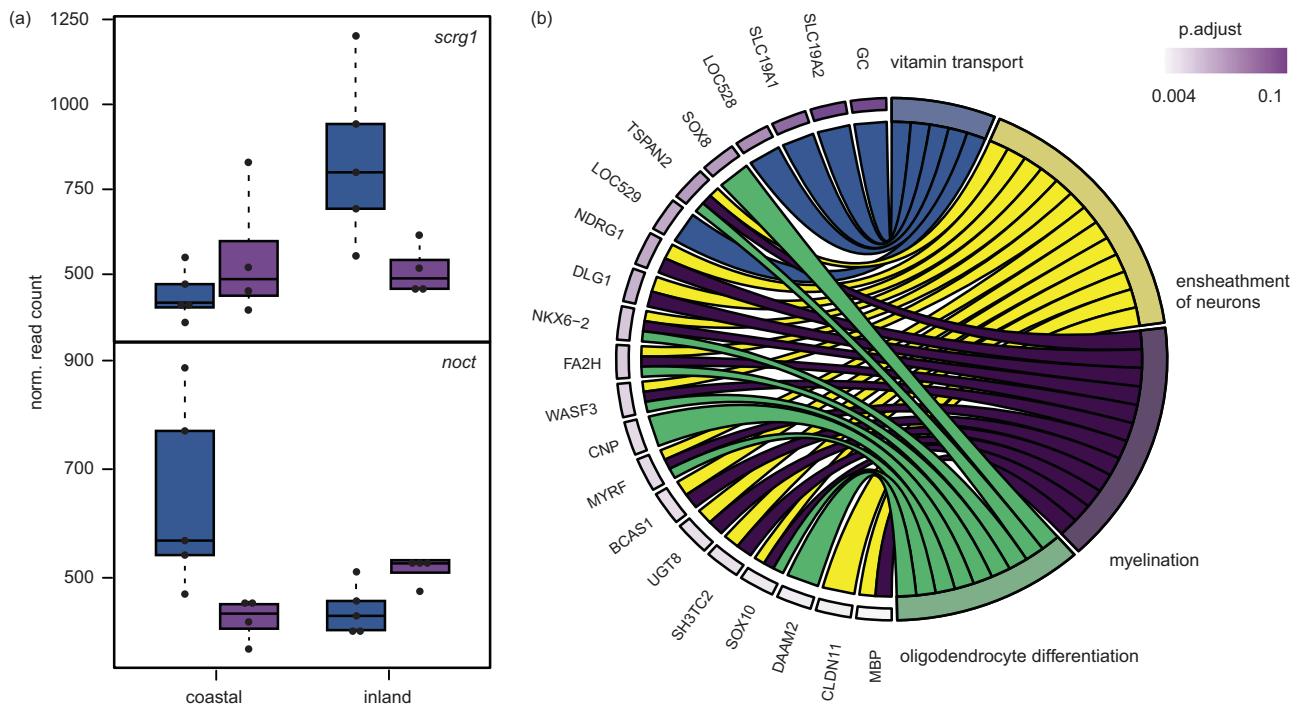 (a)
norm. read count
1250
1000
750
500
scrg1
900
700
500
noct
coastal
inland
(b)
GC
SLC19A2
SLC19A1
LOC528
SOX8
TSPAN2
LOC529
NDRG1
DLG1
NKX6−2
FA2H
WASF3
CNP
MYRF
BCAS1
UGT8
SH3TC2
SOX10
DAAM2
CLDN11
MBP
vitamin transport
ensheathment
of neurons
myelination
oligodendrocyte differentiation
p.adjust
0.004
0.1